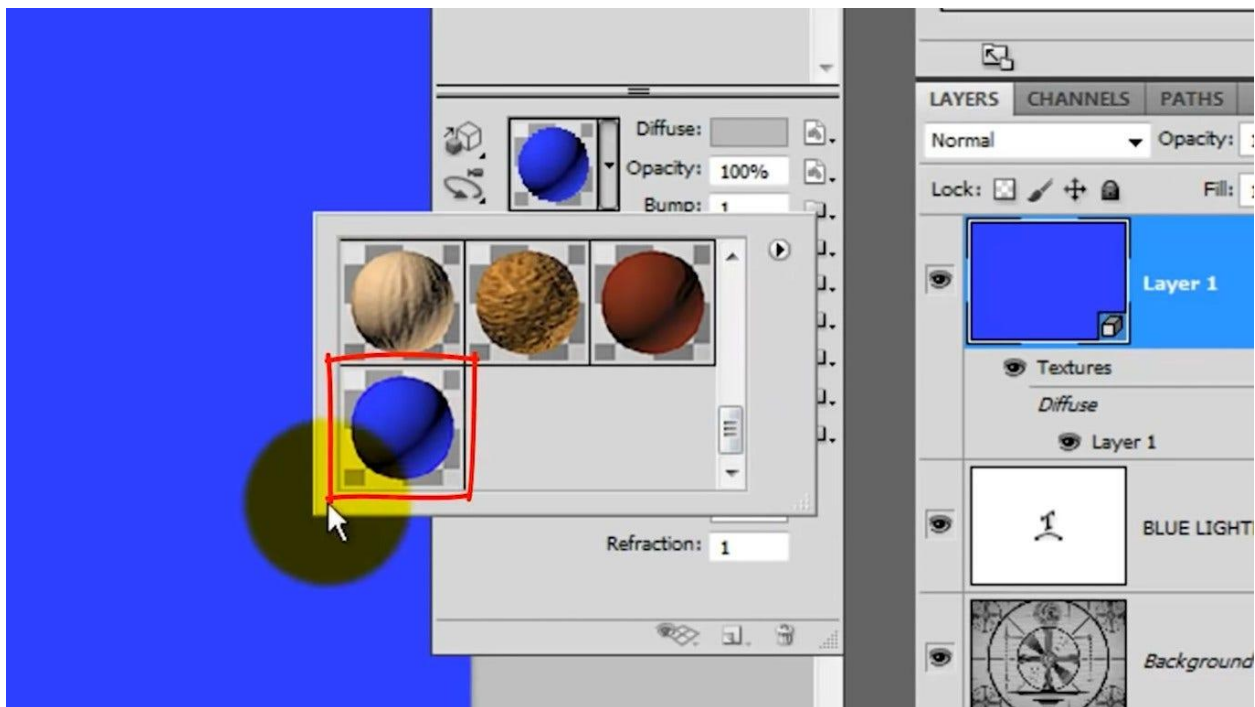 LAYERS CHANNELS PATHS
Diffuse:
Normal Opacity:
Opacity: 100%
Lock: Fill:
Bump: 1
Layer 1
Textures
Diffuse
Layer 1
BLUE LIGHT
Refraction: 1
Background